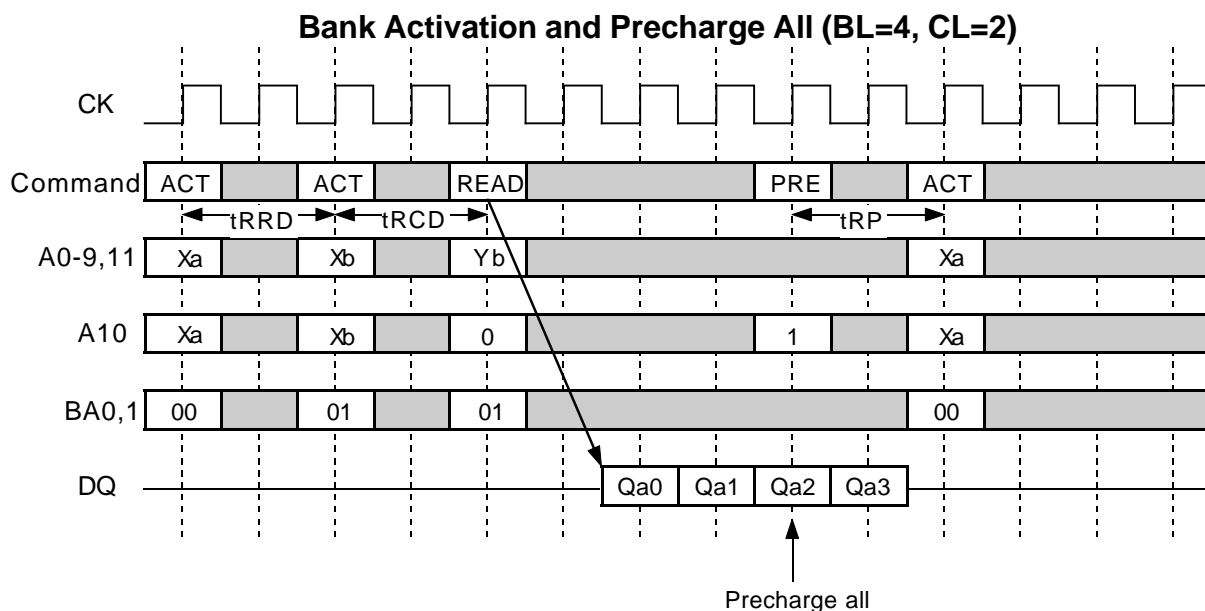 Bank Activation and Precharge All (BL=4, CL=2)
CK
Command ACT ACT READ PRE ACT
tRRD tRCD tRP
A0-9,11 Xa Xb Yb Xa
A10 Xa Xb 0 1 Xa
BA0,1 00 01 01 00
DQ Qa0 Qa1 Qa2 Qa3
Precharge all